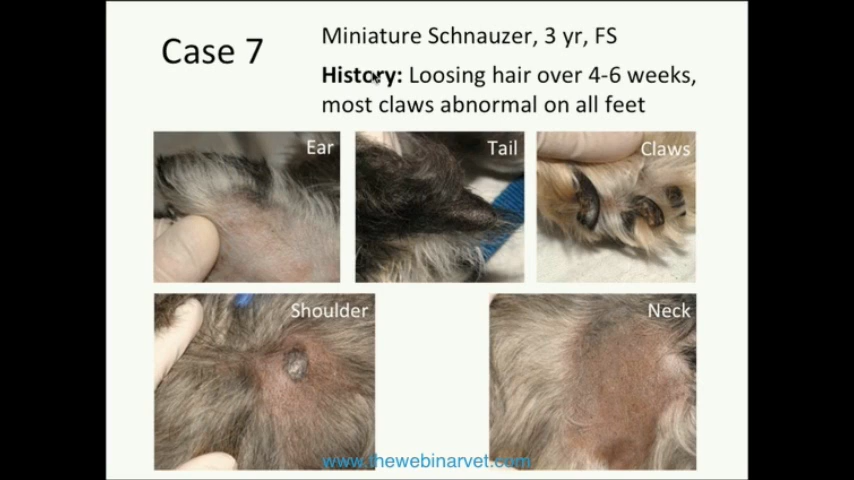 Case 7
Miniature Schnauzer, 3 yr, FS
History: Loosing hair over 4-6 weeks,
most claws abnormal on all feet
Ear
Tail
Claws
Shoulder
Neck
www.thewebinarvet.com